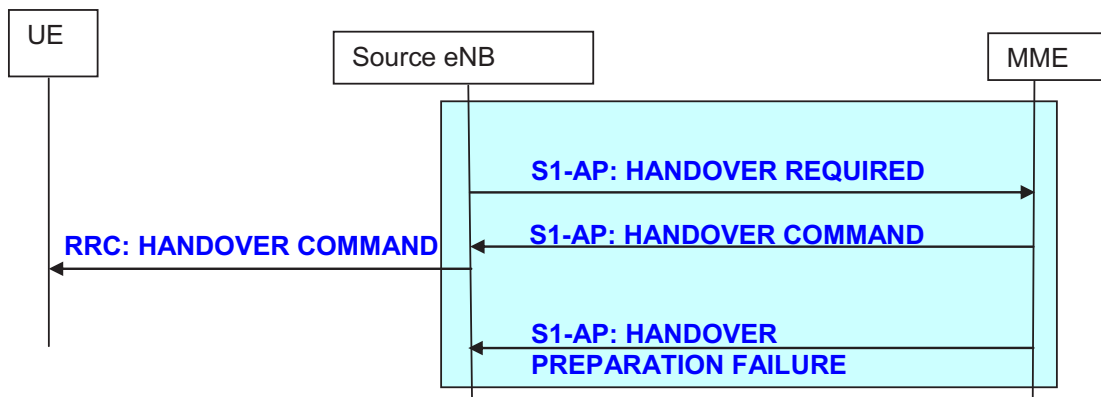 UE
Source eNB
MME
S1-AP: HANDOVER REQUIRED
S1-AP: HANDOVER COMMAND
RRC: HANDOVER COMMAND
S1-AP: HANDOVER
PREPARATION FAILURE